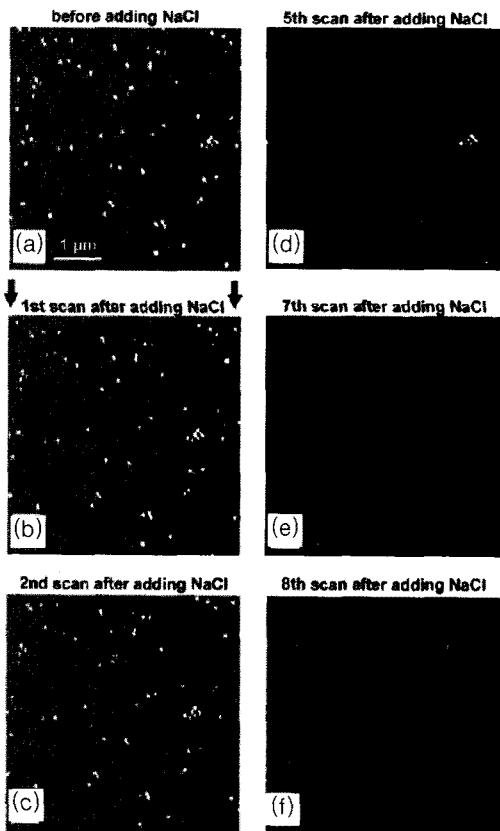 before adding NaCl
(a)
1 μm
1st scan after adding NaCl
(b)
2nd scan after adding NaCl
(c)
5th scan after adding NaCl
(d)
7th scan after adding NaCl
(e)
8th scan after adding NaCl
(f)